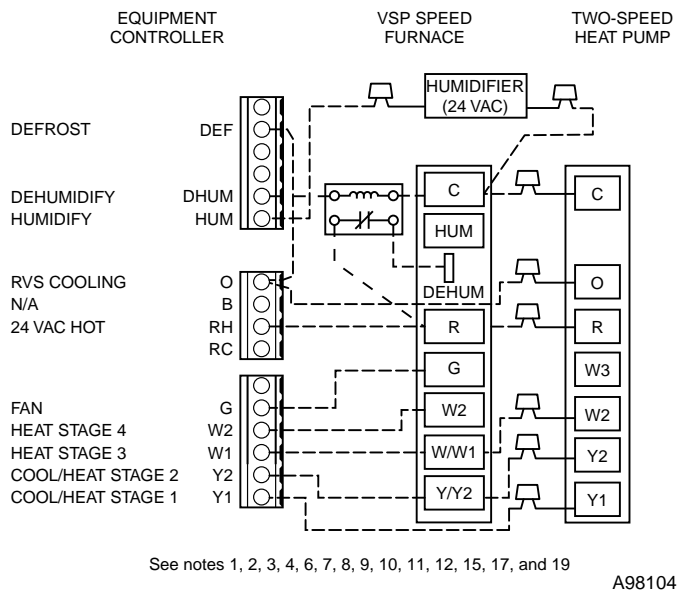 EQUIPMENT
CONTROLLER
VSP SPEED
FURNACE
TWO-SPEED
HEAT PUMP
HUMIDIFIER
(24 VAC)
DEFROST DEF
DEHUMIDIFY DHUM
HUMIDIFY HUM
C
C
HUM
DEHUM
RVS COOLING O
O
N/A B
24 VAC HOT RH
R
R
RC
G
W3
FAN G
W2
W2
HEAT STAGE 4 W2
HEAT STAGE 3 W1
W/W1
Y2
COOL/HEAT STAGE 2 Y2
COOL/HEAT STAGE 1 Y1
Y/Y2
Y1
See notes 1, 2, 3, 4, 6, 7, 8, 9, 10, 11, 12, 15, 17, and 19
A98104